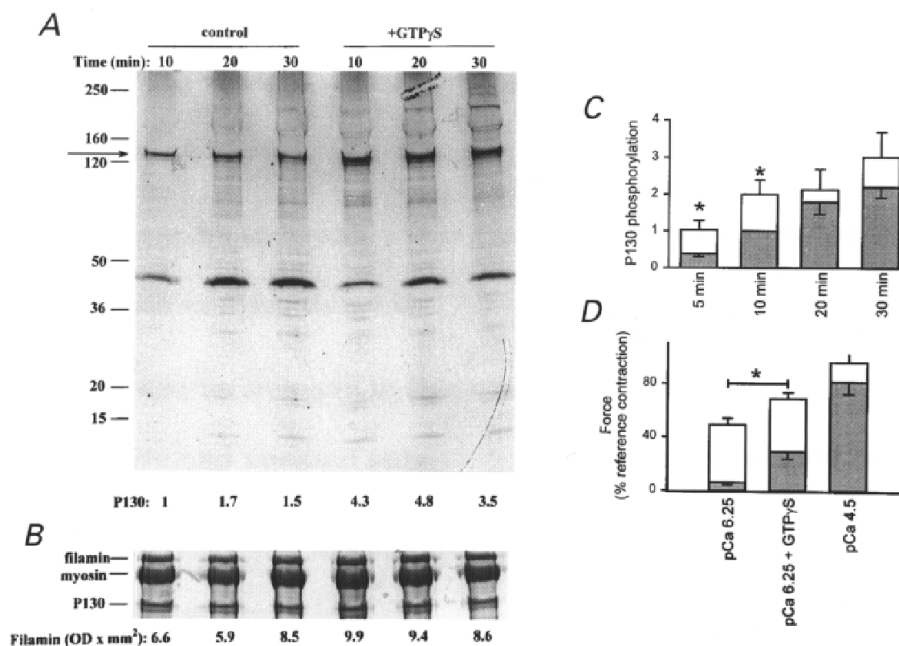 A
control +GTPγS
Time (min): 10 20 30 10 20 30
250
160
120
50
36
20
15
P130: 1 1.7 1.5 4.3 4.8 3.5
B
filamin
myosin
P130
Filamin (OD x mm²): 6.6 5.9 8.5 9.9 9.4 8.6
C
P130 phosphorylation
4
3
2
1
0
*
*
5 min
10 min
20 min
30 min
D
Force
(% reference contraction)
80
40
0
*
pCa 6.25
pCa 6.25 + GTPγS
pCa 4.5